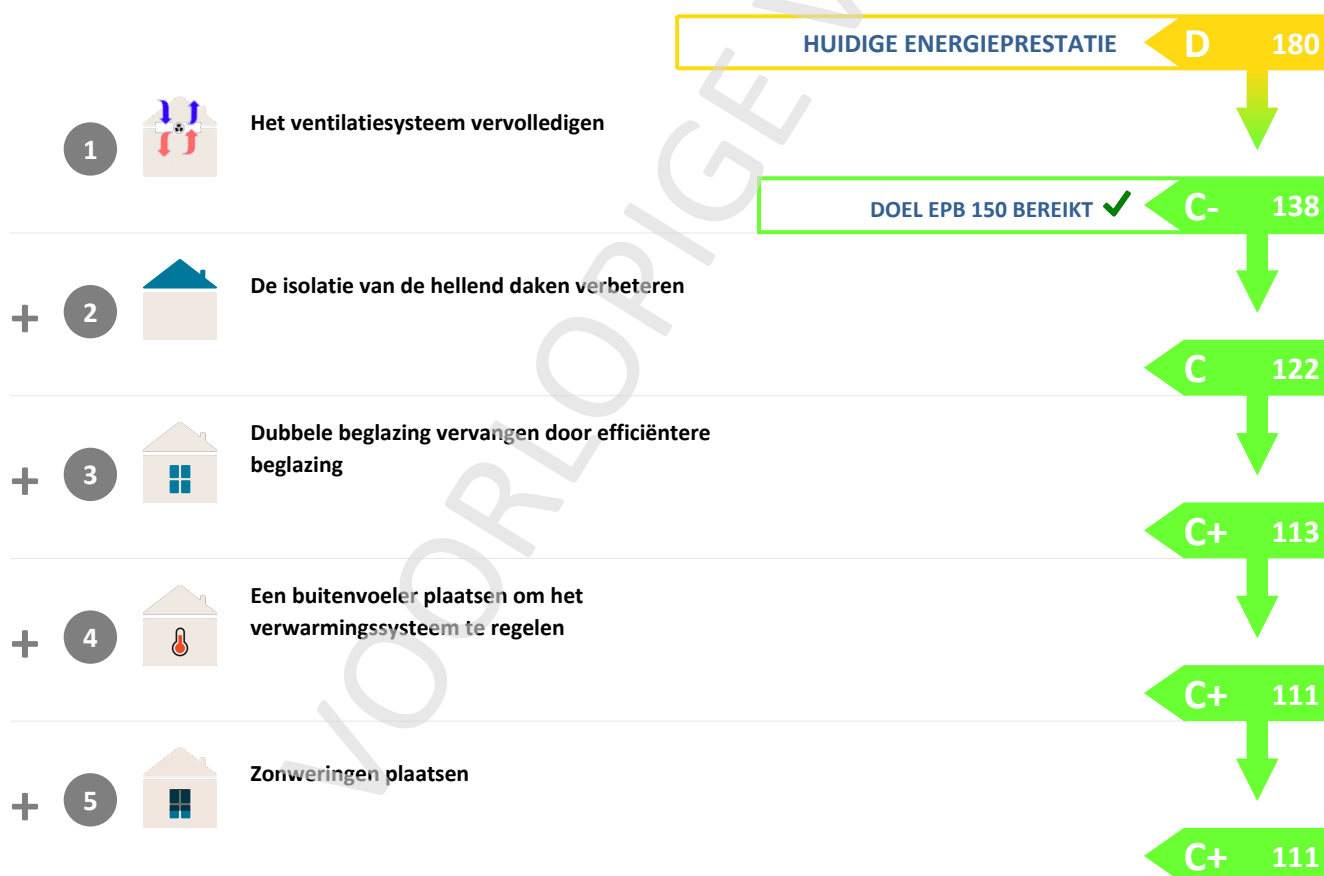 HUIDIGE ENERGIEPRESTATIE D 180
1 Het ventilatiesysteem vervolledigen
DOEL EPB 150 BEREIKT ✔ C- 138
+ 2 De isolatie van de hellend daken verbeteren
C 122
+ 3 Dubbele beglazing vervangen door efficiëntere
beglazing
C+ 113
+ 4 Een buitenvoeler plaatsen om het
verwarmingssysteem te regelen
C+ 111
+ 5 Zonweringen plaatsen
C+ 111
VOORLOPIGE V